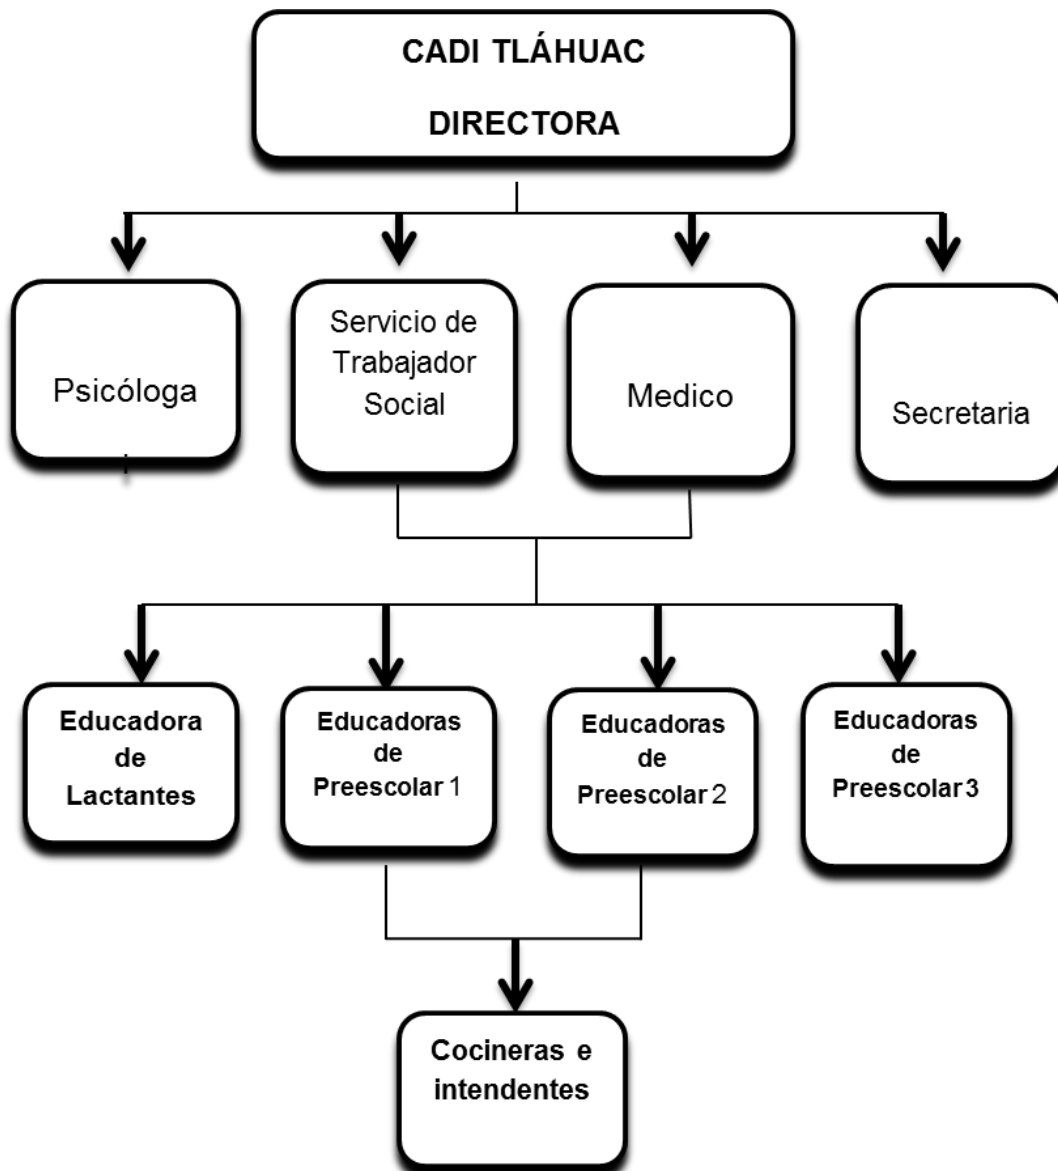 CADI TLÁHUAC
DIRECTORA
Psicóloga
Servicio de
Trabajador
Social
Medico
Secretaria
Educadora
de
Lactantes
Educadoras
de
Preescolar 1
Educadoras
de
Preescolar 2
Educadoras
de
Preescolar 3
Cocineras e
intendentes